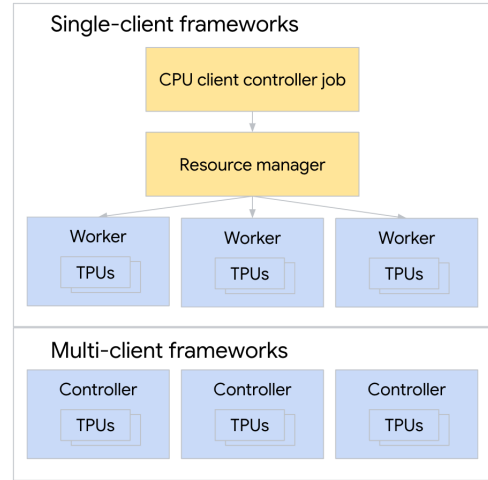 Single-client frameworks
CPU client controller job
Resource manager
Worker
Worker
Worker
TPUs
TPUs
TPUs
Multi-client frameworks
Controller
Controller
Controller
TPUs
TPUs
TPUs